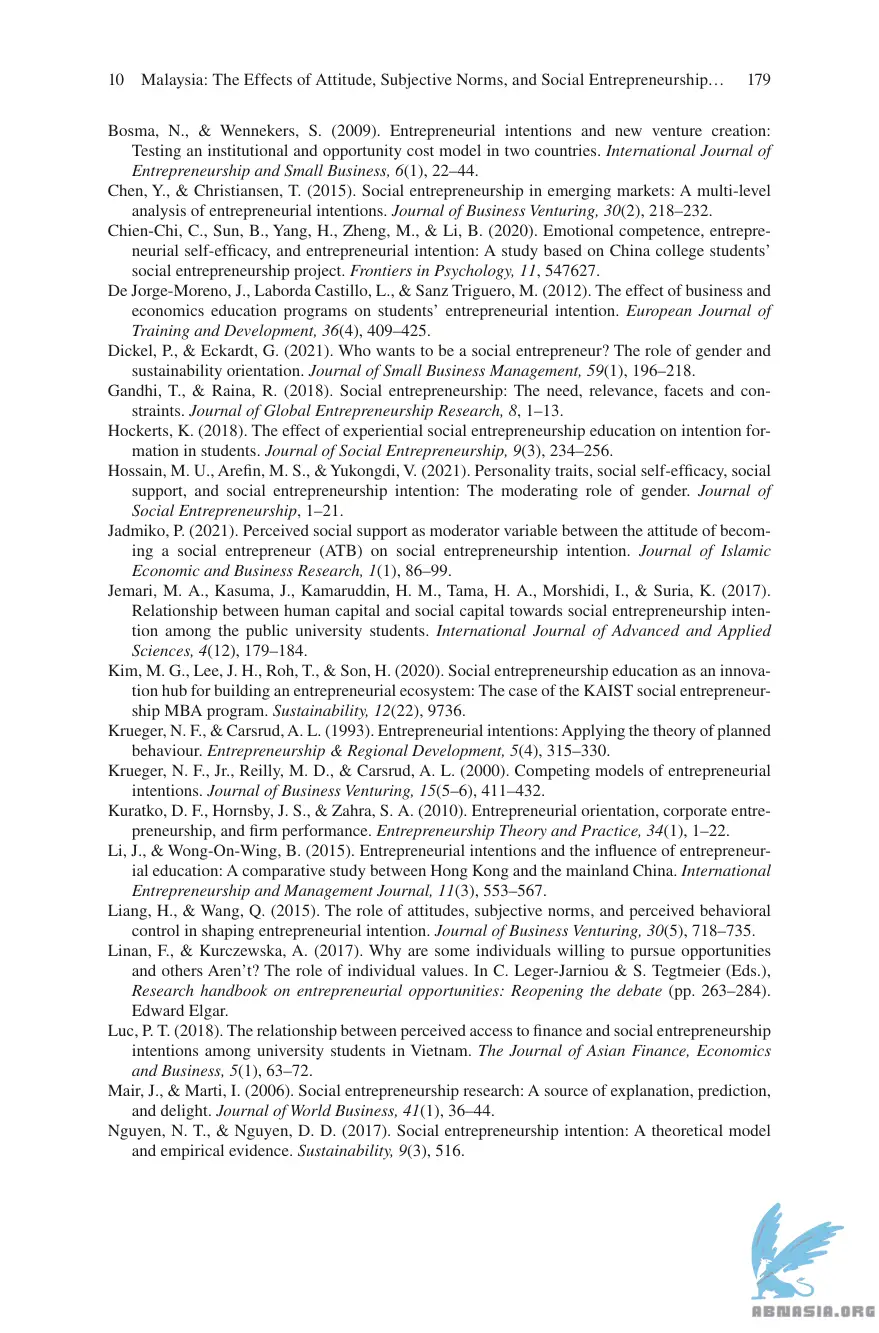 10 Malaysia: The Effects of Attitude, Subjective Norms, and Social Entrepreneurship… 179
Bosma, N., & Wennekers, S. (2009). Entrepreneurial intentions and new venture creation:
Testing an institutional and opportunity cost model in two countries. International Journal of
Entrepreneurship and Small Business, 6(1), 22–44.
Chen, Y., & Christiansen, T. (2015). Social entrepreneurship in emerging markets: A multi-level
analysis of entrepreneurial intentions. Journal of Business Venturing, 30(2), 218–232.
Chien-Chi, C., Sun, B., Yang, H., Zheng, M., & Li, B. (2020). Emotional competence, entrepre-
neurial self-efficacy, and entrepreneurial intention: A study based on China college students’
social entrepreneurship project. Frontiers in Psychology, 11, 547627.
De Jorge-Moreno, J., Laborda Castillo, L., & Sanz Triguero, M. (2012). The effect of business and
economics education programs on students’ entrepreneurial intention. European Journal of
Training and Development, 36(4), 409–425.
Dickel, P., & Eckardt, G. (2021). Who wants to be a social entrepreneur? The role of gender and
sustainability orientation. Journal of Small Business Management, 59(1), 196–218.
Gandhi, T., & Raina, R. (2018). Social entrepreneurship: The need, relevance, facets and con-
straints. Journal of Global Entrepreneurship Research, 8, 1–13.
Hockerts, K. (2018). The effect of experiential social entrepreneurship education on intention for-
mation in students. Journal of Social Entrepreneurship, 9(3), 234–256.
Hossain, M. U., Arefin, M. S., & Yukongdi, V. (2021). Personality traits, social self-efficacy, social
support, and social entrepreneurship intention: The moderating role of gender. Journal of
Social Entrepreneurship, 1–21.
Jadmiko, P. (2021). Perceived social support as moderator variable between the attitude of becom-
ing a social entrepreneur (ATB) on social entrepreneurship intention. Journal of Islamic
Economic and Business Research, 1(1), 86–99.
Jemari, M. A., Kasuma, J., Kamaruddin, H. M., Tama, H. A., Morshidi, I., & Suria, K. (2017).
Relationship between human capital and social capital towards social entrepreneurship inten-
tion among the public university students. International Journal of Advanced and Applied
Sciences, 4(12), 179–184.
Kim, M. G., Lee, J. H., Roh, T., & Son, H. (2020). Social entrepreneurship education as an innova-
tion hub for building an entrepreneurial ecosystem: The case of the KAIST social entrepreneur-
ship MBA program. Sustainability, 12(22), 9736.
Krueger, N. F., & Carsrud, A. L. (1993). Entrepreneurial intentions: Applying the theory of planned
behaviour. Entrepreneurship & Regional Development, 5(4), 315–330.
Krueger, N. F., Jr., Reilly, M. D., & Carsrud, A. L. (2000). Competing models of entrepreneurial
intentions. Journal of Business Venturing, 15(5–6), 411–432.
Kuratko, D. F., Hornsby, J. S., & Zahra, S. A. (2010). Entrepreneurial orientation, corporate entre-
preneurship, and firm performance. Entrepreneurship Theory and Practice, 34(1), 1–22.
Li, J., & Wong-On-Wing, B. (2015). Entrepreneurial intentions and the influence of entrepreneur-
ial education: A comparative study between Hong Kong and the mainland China. International
Entrepreneurship and Management Journal, 11(3), 553–567.
Liang, H., & Wang, Q. (2015). The role of attitudes, subjective norms, and perceived behavioral
control in shaping entrepreneurial intention. Journal of Business Venturing, 30(5), 718–735.
Linan, F., & Kurczewska, A. (2017). Why are some individuals willing to pursue opportunities
and others Aren’t? The role of individual values. In C. Leger-Jarniou & S. Tegtmeier (Eds.),
Research handbook on entrepreneurial opportunities: Reopening the debate (pp. 263–284).
Edward Elgar.
Luc, P. T. (2018). The relationship between perceived access to finance and social entrepreneurship
intentions among university students in Vietnam. The Journal of Asian Finance, Economics
and Business, 5(1), 63–72.
Mair, J., & Marti, I. (2006). Social entrepreneurship research: A source of explanation, prediction,
and delight. Journal of World Business, 41(1), 36–44.
Nguyen, N. T., & Nguyen, D. D. (2017). Social entrepreneurship intention: A theoretical model
and empirical evidence. Sustainability, 9(3), 516.
ABNASIA.ORG